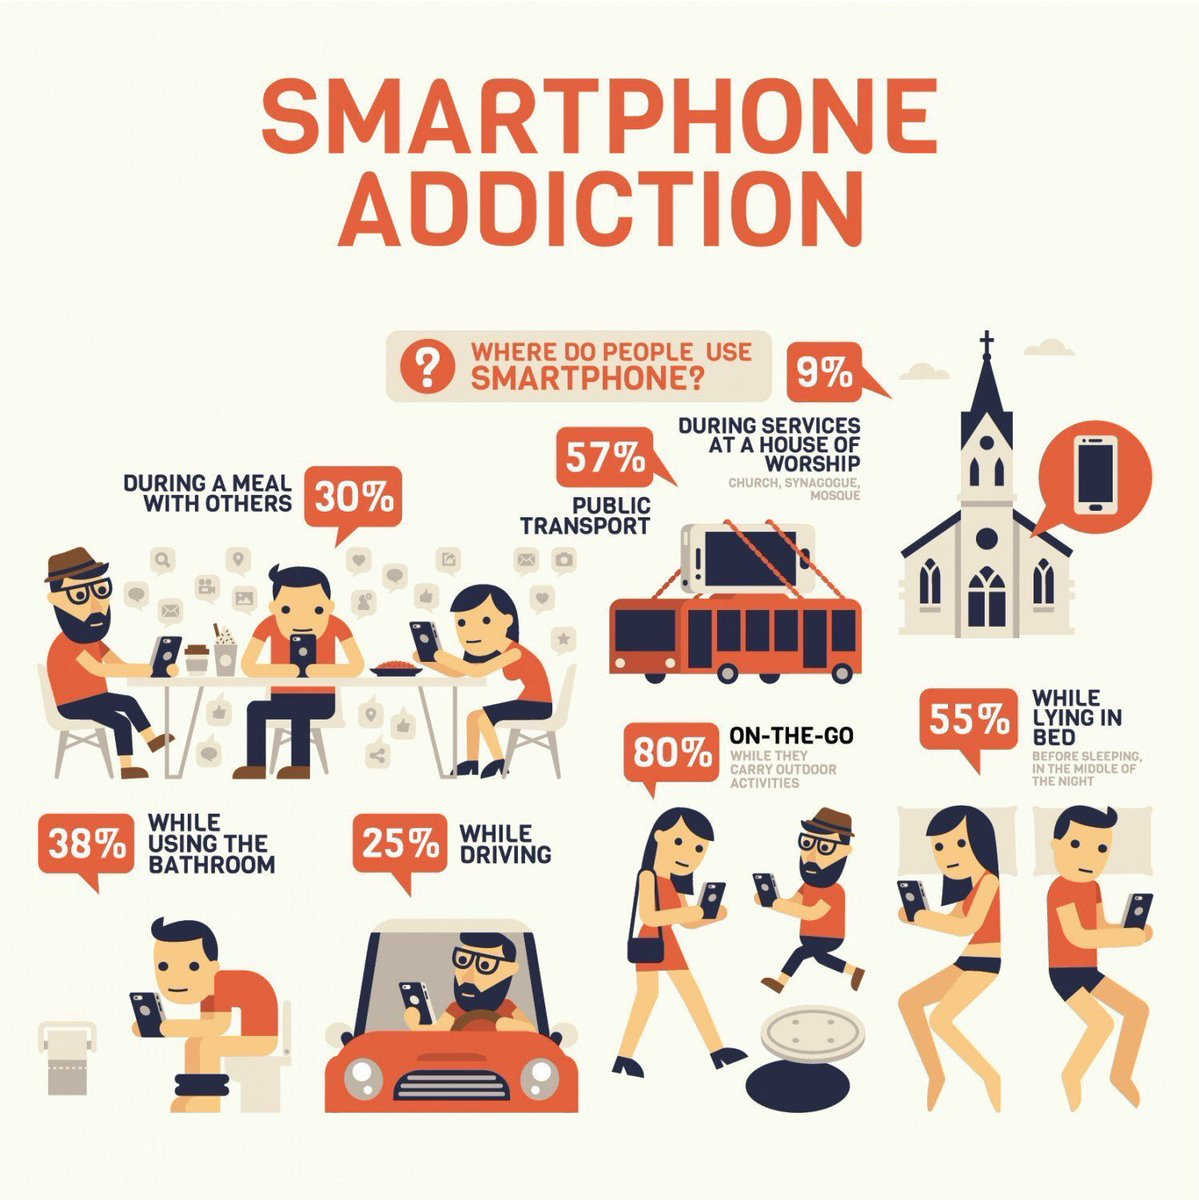 SMARTPHONE
ADDICTION
?
WHERE DO PEOPLE USE
SMARTPHONE?
9%
DURING SERVICES
AT A HOUSE OF
WORSHIP
CHURCH, SYNAGOGUE,
MOSQUE
57%
PUBLIC
TRANSPORT
DURING A MEAL
WITH OTHERS
30%
80%
ON-THE-GO
WHILE THEY
CARRY OUTDOOR
ACTIVITIES
55%
WHILE
LYING IN
BED
BEFORE SLEEPING,
IN THE MIDDLE OF
THE NIGHT
38%
WHILE
USING THE
BATHROOM
25%
WHILE
DRIVING